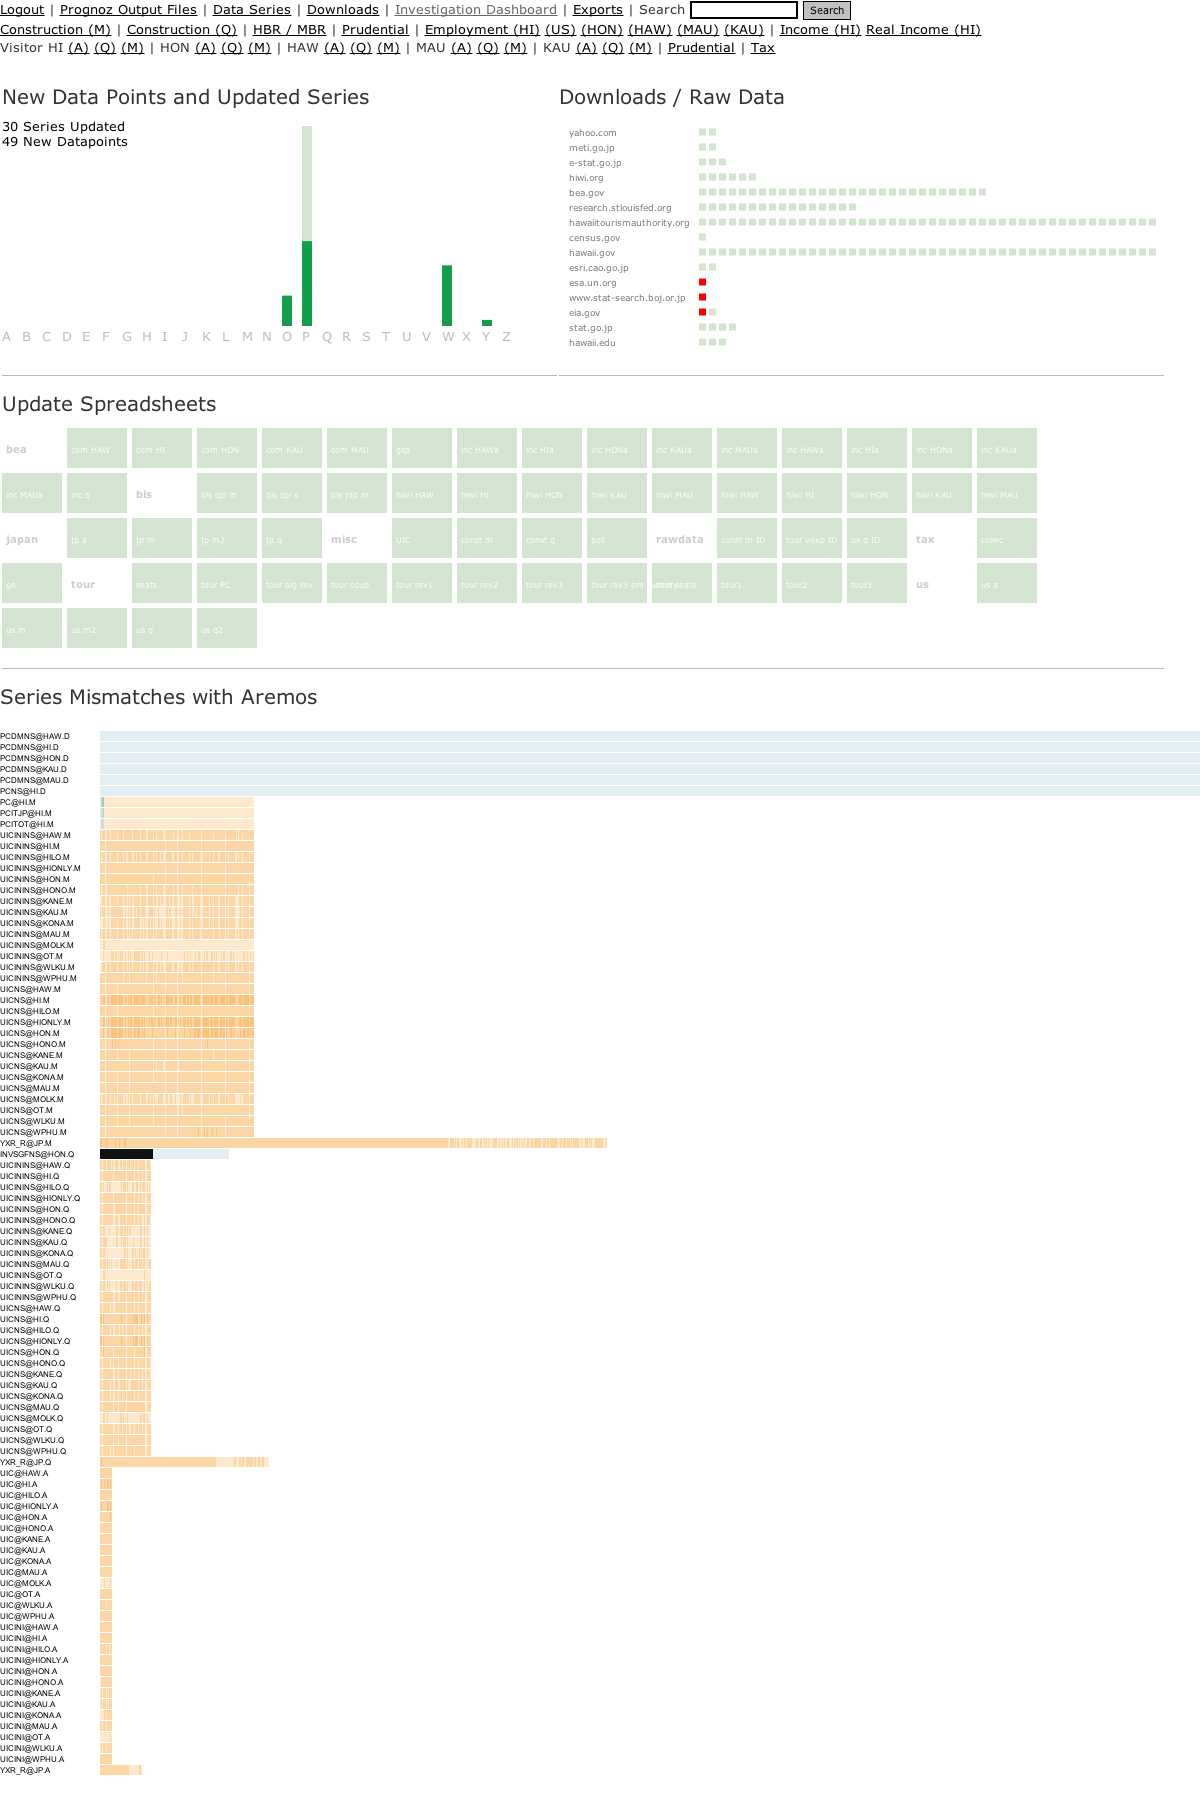 Logout | Prognoz Output Files | Data Series | Downloads | Investigation Dashboard | Exports | Search Search
Construction (M) | Construction (Q) | HBR / MBR | Prudential | Employment (HI) (US) (HON) (HAW) (MAU) (KAU) | Income (HI) Real Income (HI)
Visitor HI (A) (Q) (M) | HON (A) (Q) (M) | HAW (A) (Q) (M) | MAU (A) (Q) (M) | KAU (A) (Q) (M) | Prudential | Tax
New Data Points and Updated Series
30 Series Updated
49 New Datapoints
A B C D E F G H I J K L M N O P Q R S T U V W X Y Z
Downloads / Raw Data
yahoo.com
meti.go.jp
e-stat.go.jp
hiwi.org
bea.gov
research.stlouisfed.org
hawaiitourismauthority.org
census.gov
hawaii.gov
esri.cao.go.jp
esa.un.org
www.stat-search.boj.or.jp
eia.gov
stat.go.jp
hawaii.edu
Update Spreadsheets
bea com HAW com HI com HON com KAU com MAU gsp inc HAWa inc HIa inc HONa inc KAUa inc MAUa inc HAWa inc HIa inc HONa inc KAUa
inc MAUa inc q bls bls cpi m bls cpi s bls job m hiwi HAW hiwi HI hiwi HON hiwi KAU hiwi MAU hiwi HAW hiwi HI hiwi HON hiwi KAU hiwi MAU
japan jp a jp m jp m2 jp q misc UIC const m const q poli rawdata const m ID tour vexp ID us q ID tax collec
ge tour seats tour PC tour big rev tour ocup tour rev1 tour rev2 tour rev3 tour rev3 pre tour seats tour1 tour2 tour3 us us a
us m us m2 us q us q2
Series Mismatches with Aremos
PCDMNS@HAW.D
PCDMNS@HI.D
PCDMNS@HON.D
PCDMNS@KAU.D
PCDMNS@MAU.D
PCNS@HI.D
PC@HI.M
PCITJP@HI.M
PCITOT@HI.M
UICININS@HAW.M
UICININS@HI.M
UICININS@HILO.M
UICININS@HIONLY.M
UICININS@HON.M
UICININS@HONO.M
UICININS@KANE.M
UICININS@KAU.M
UICININS@KONA.M
UICININS@MAU.M
UICININS@MOLK.M
UICININS@OT.M
UICININS@WLKU.M
UICININS@WPHU.M
UICNS@HAW.M
UICNS@HI.M
UICNS@HILO.M
UICNS@HIONLY.M
UICNS@HON.M
UICNS@HONO.M
UICNS@KANE.M
UICNS@KAU.M
UICNS@KONA.M
UICNS@MAU.M
UICNS@MOLK.M
UICNS@OT.M
UICNS@WLKU.M
UICNS@WPHU.M
YXR_R@JP.M
INVSGFNS@HON.Q
UICININS@HAW.Q
UICININS@HI.Q
UICININS@HILO.Q
UICININS@HIONLY.Q
UICININS@HON.Q
UICININS@HONO.Q
UICININS@KANE.Q
UICININS@KAU.Q
UICININS@KONA.Q
UICININS@MAU.Q
UICININS@OT.Q
UICININS@WLKU.Q
UICININS@WPHU.Q
UICNS@HAW.Q
UICNS@HI.Q
UICNS@HILO.Q
UICNS@HIONLY.Q
UICNS@HON.Q
UICNS@HONO.Q
UICNS@KANE.Q
UICNS@KAU.Q
UICNS@KONA.Q
UICNS@MAU.Q
UICNS@MOLK.Q
UICNS@OT.Q
UICNS@WLKU.Q
UICNS@WPHU.Q
YXR_R@JP.Q
UIC@HAW.A
UIC@HI.A
UIC@HILO.A
UIC@HIONLY.A
UIC@HON.A
UIC@HONO.A
UIC@KANE.A
UIC@KAU.A
UIC@KONA.A
UIC@MAU.A
UIC@MOLK.A
UIC@OT.A
UIC@WLKU.A
UIC@WPHU.A
UICINI@HAW.A
UICINI@HI.A
UICINI@HILO.A
UICINI@HIONLY.A
UICINI@HON.A
UICINI@HONO.A
UICINI@KANE.A
UICINI@KAU.A
UICINI@KONA.A
UICINI@MAU.A
UICINI@OT.A
UICINI@WLKU.A
UICINI@WPHU.A
YXR_R@JP.A